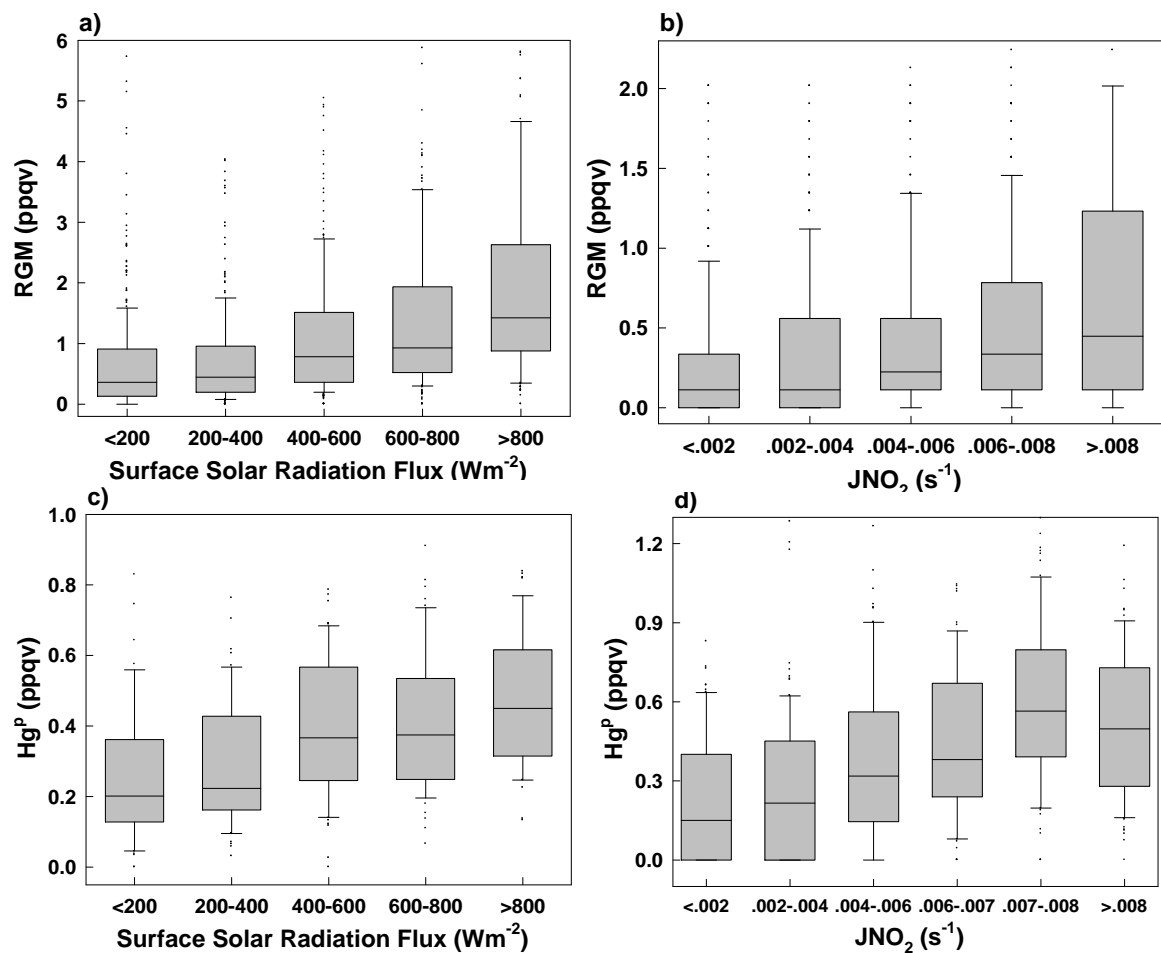 a)
6
5
4
3
2
1
0
RGM (ppqv)
<200 200-400 400-600 600-800 >800
Surface Solar Radiation Flux (Wm-2)
b)
2.0
1.5
1.0
0.5
0.0
RGM (ppqv)
<.002 .002-.004 .004-.006 .006-.008 >.008
JNO2 (s-1)
c)
1.0
0.8
0.6
0.4
0.2
0.0
HgP (ppqv)
<200 200-400 400-600 600-800 >800
Surface Solar Radiation Flux (Wm-2)
d)
1.2
0.9
0.6
0.3
0.0
HgP (ppqv)
<.002 .002-.004 .004-.006 .006-.007 .007-.008 >.008
JNO2 (s-1)